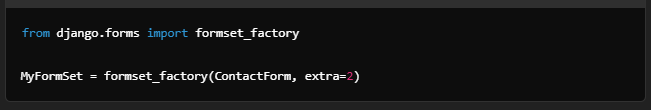 from django.forms import formset_factory
MyFormSet = formset_factory(ContactForm, extra=2)